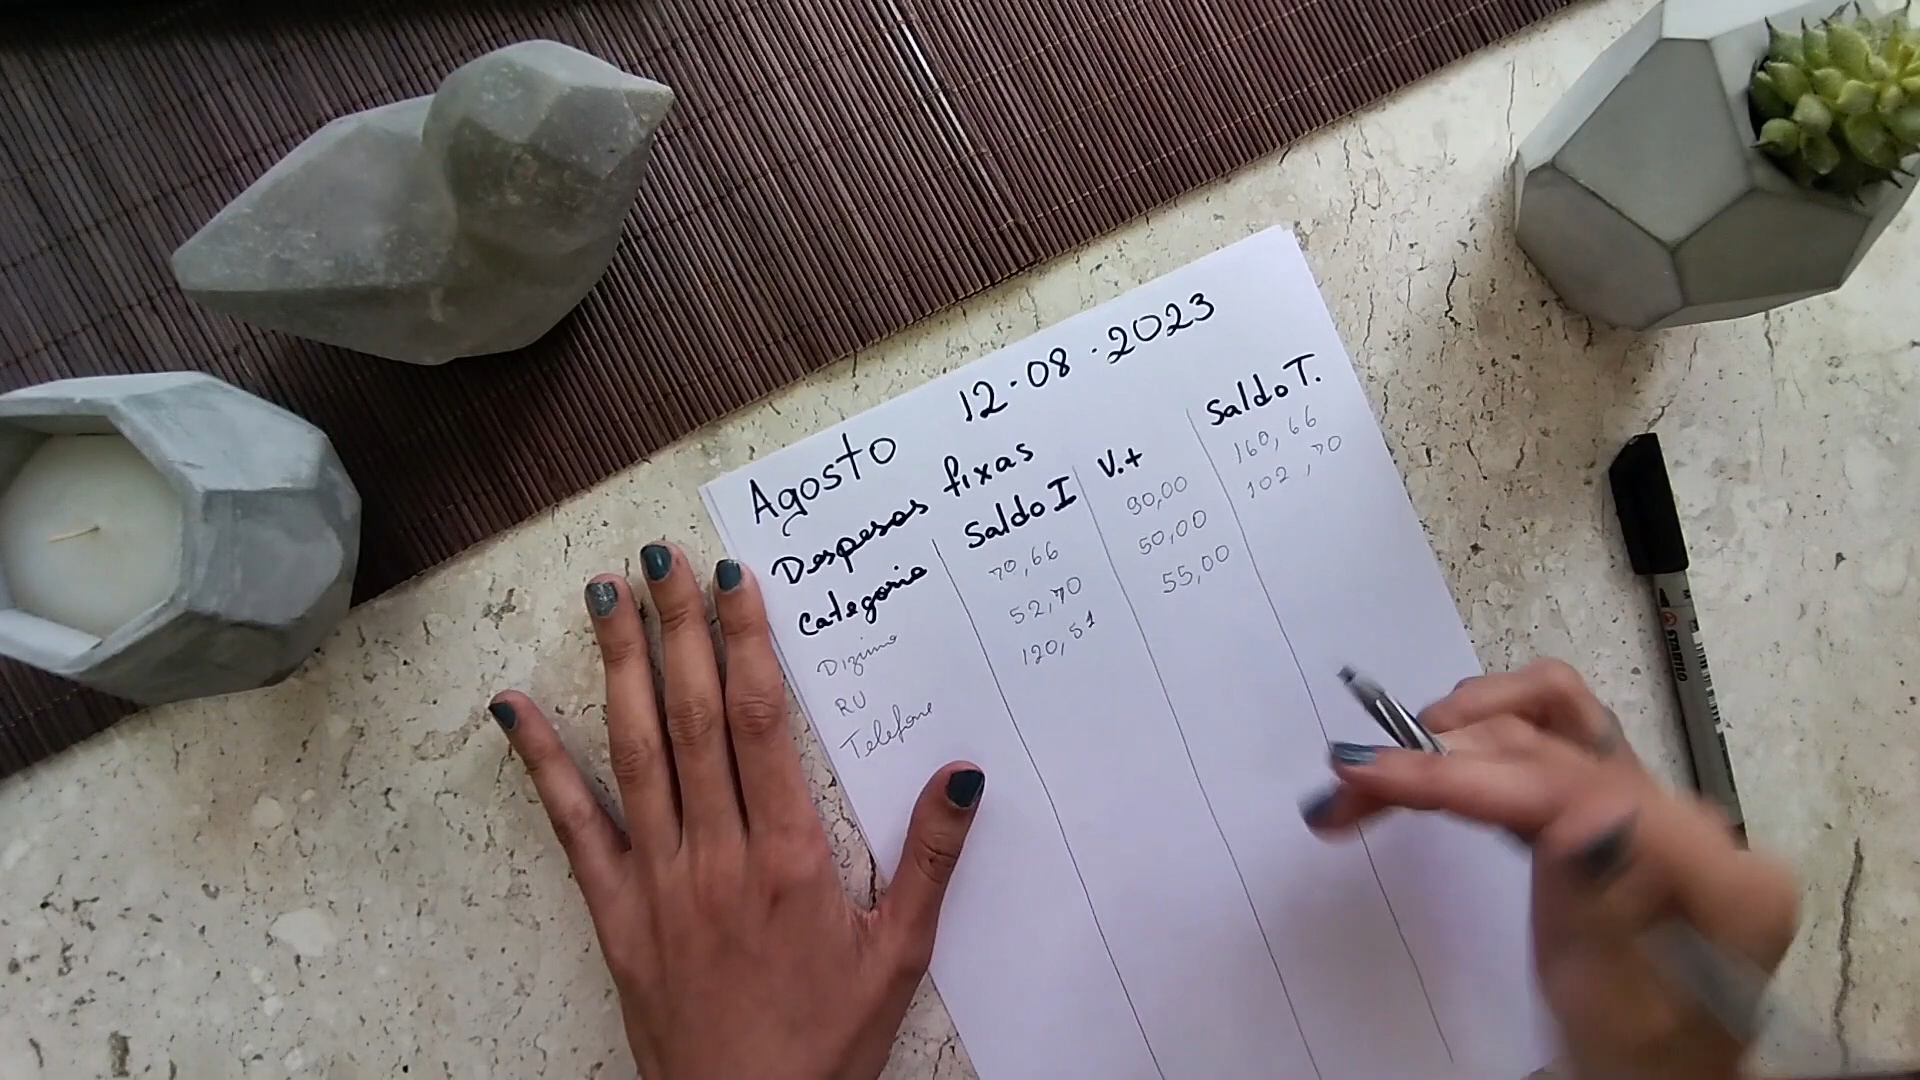 Agosto 12.08.2023
Despesas fixas
Categoria Saldo I V.+ Saldo T.
Dizimo 70,66 90,00 160,66
RU 52,70 50,00 102,70
Telefone 120,51 55,00
STABILO